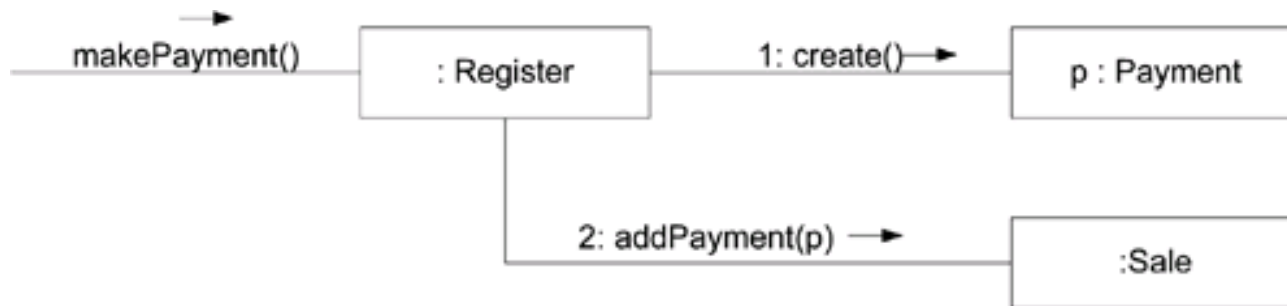 makePayment()
: Register
1: create()
p : Payment
2: addPayment(p)
:Sale